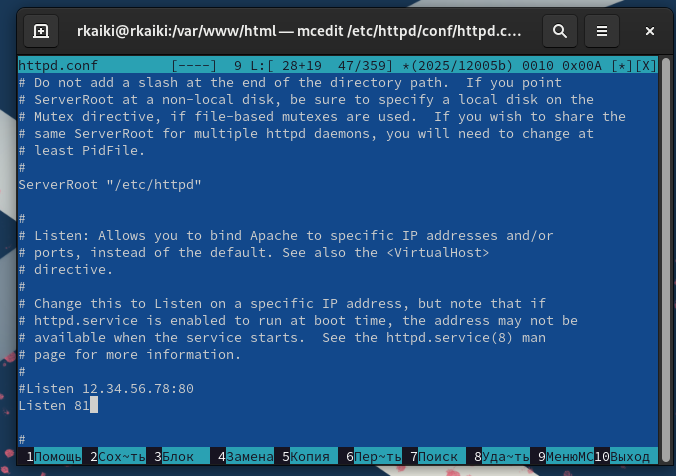 rkaiki@rkaiki:/var/www/html — mcedit /etc/httpd/conf/httpd.c…
httpd.conf [----] 9 L:[ 28+19 47/359] *(2025/12005b) 0010 0x00A [*][X]
# Do not add a slash at the end of the directory path. If you point
# ServerRoot at a non-local disk, be sure to specify a local disk on the
# Mutex directive, if file-based mutexes are used. If you wish to share the
# same ServerRoot for multiple httpd daemons, you will need to change at
# least PidFile.
#
ServerRoot "/etc/httpd"
#
# Listen: Allows you to bind Apache to specific IP addresses and/or
# ports, instead of the default. See also the <VirtualHost>
# directive.
#
# Change this to Listen on a specific IP address, but note that if
# httpd.service is enabled to run at boot time, the address may not be
# available when the service starts. See the httpd.service(8) man
# page for more information.
#
#Listen 12.34.56.78:80
Listen 81
#
1Помощь 2Сох~ть 3Блок 4Замена 5Копия 6Пер~ть 7Поиск 8Уда~ть 9МенюMC 10Выход